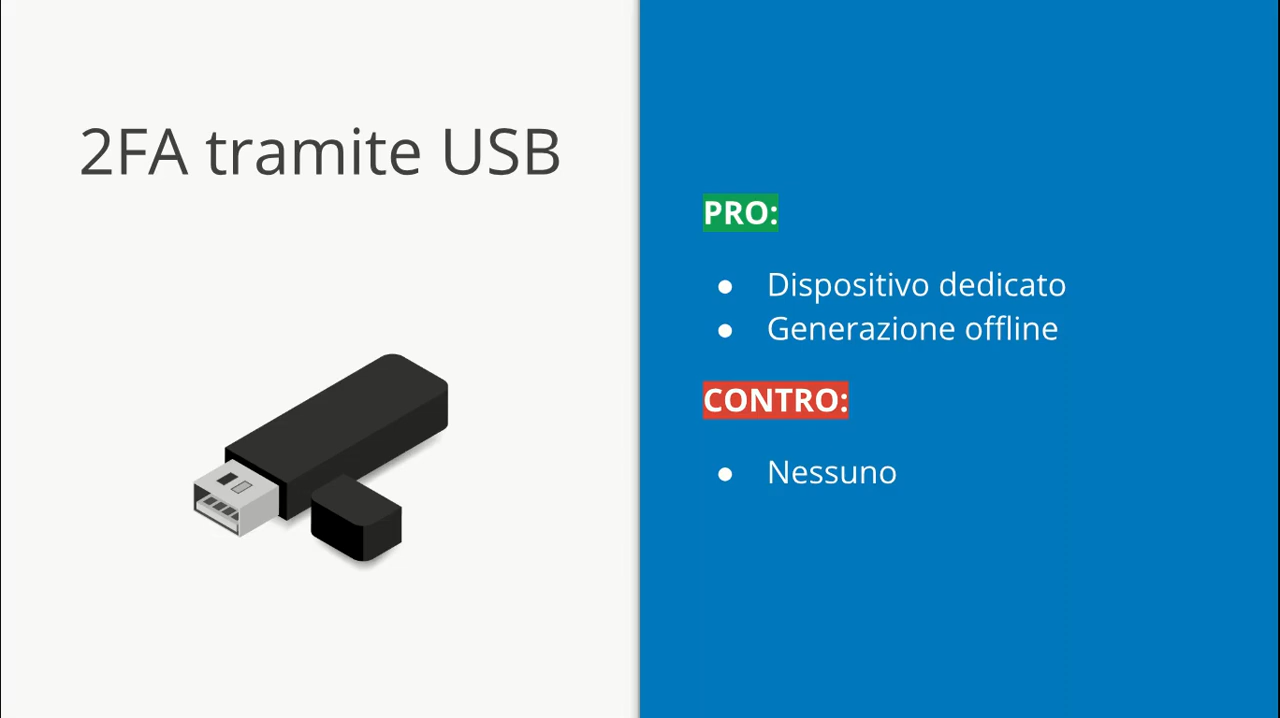 2FA tramite USB
PRO:
● Dispositivo dedicato
● Generazione offline
CONTRO:
● Nessuno